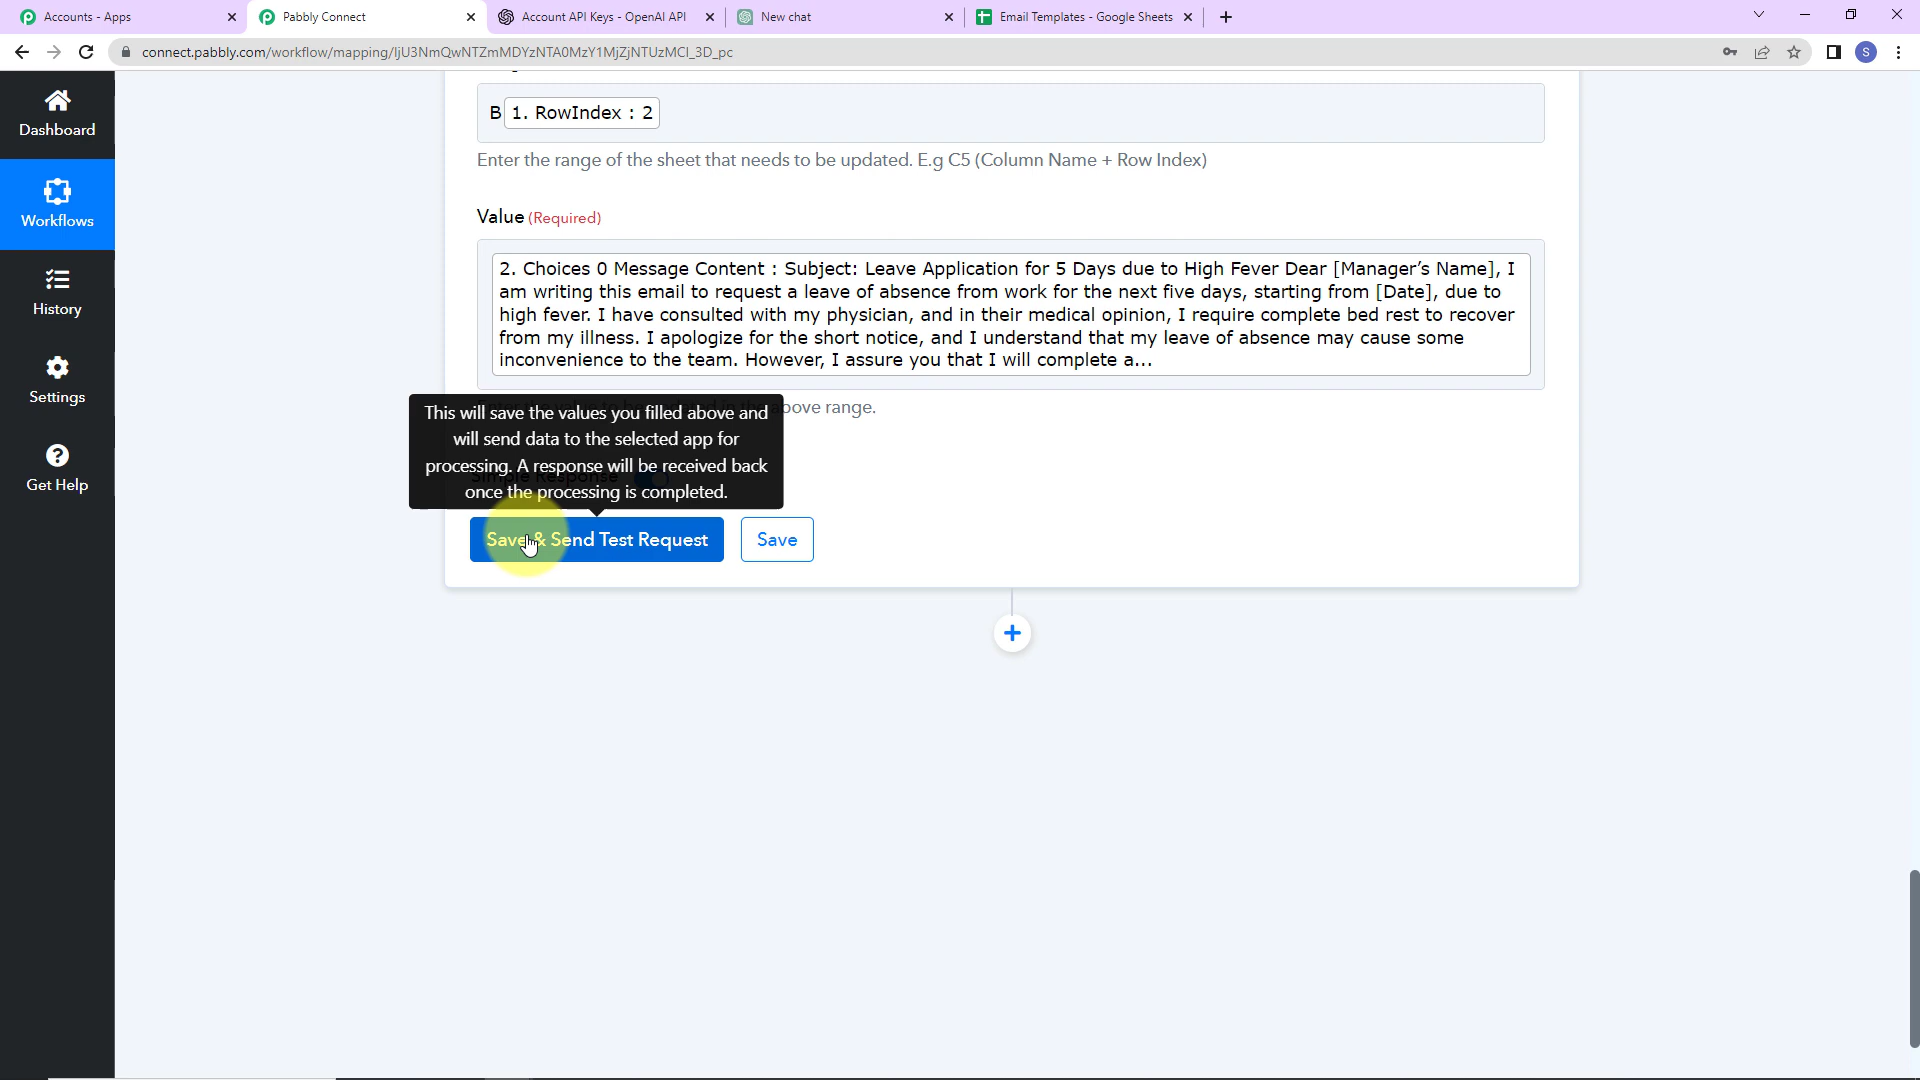 Accounts - Apps
Pabbly Connect
Account API Keys - OpenAI API
New chat
Email Templates - Google Sheets
connect.pabbly.com/workflow/mapping/IjU3NmQwNTZmMDYzNTA0MzY1MjZjNTUzMCI_3D_pc
S
Dashboard
Workflows
History
Settings
Get Help
B 1. RowIndex : 2
Enter the range of the sheet that needs to be updated. E.g C5 (Column Name + Row Index)
Value (Required)
2. Choices 0 Message Content : Subject: Leave Application for 5 Days due to High Fever Dear [Manager’s Name], I
am writing this email to request a leave of absence from work for the next five days, starting from [Date], due to
high fever. I have consulted with my physician, and in their medical opinion, I require complete bed rest to recover
from my illness. I apologize for the short notice, and I understand that my leave of absence may cause some
inconvenience to the team. However, I assure you that I will complete a...
above range.
This will save the values you filled above and
will send data to the selected app for
processing. A response will be received back
once the processing is completed.
Save & Send Test Request
Save